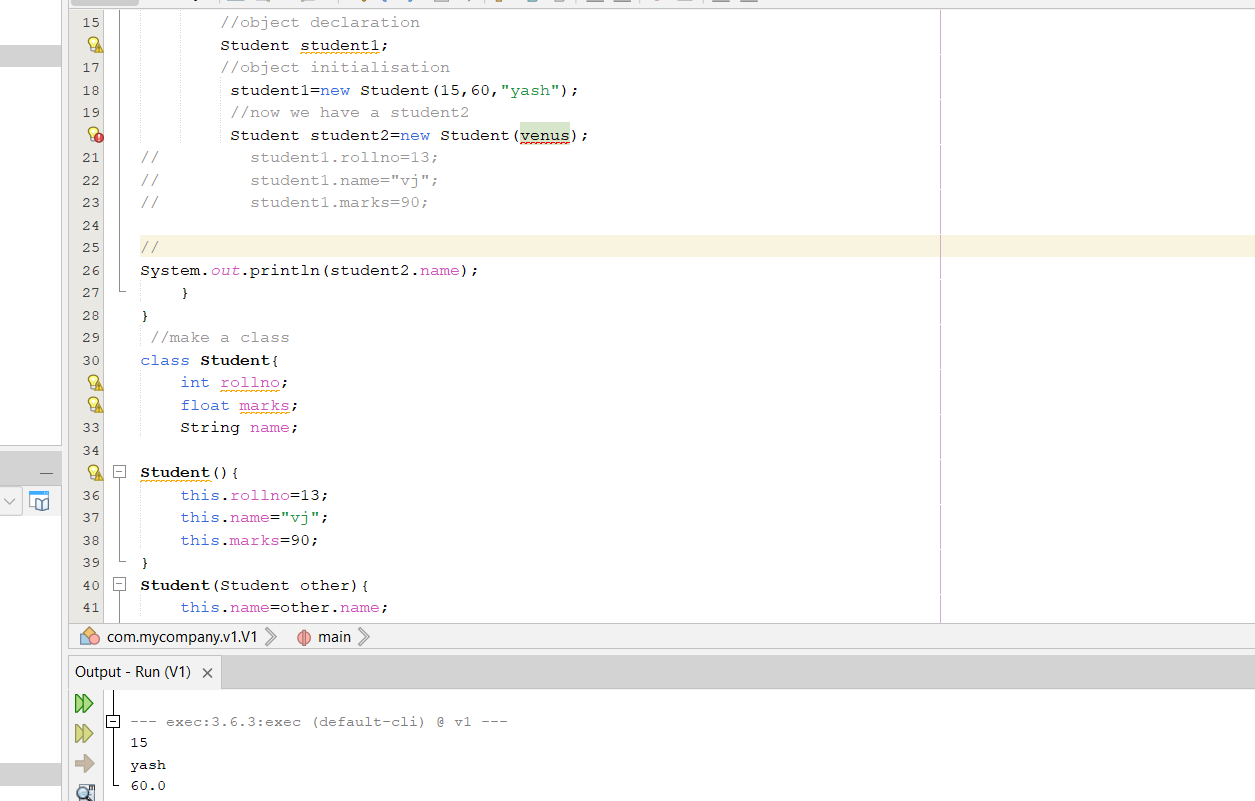 15 //object declaration
Student student1;
17 //object initialisation
18 student1=new Student(15,60,"yash");
19 //now we have a student2
Student student2=new Student(venus);
21 // student1.rollno=13;
22 // student1.name="vj";
23 // student1.marks=90;
24
25 //
26 System.out.println(student2.name);
27 }
28 }
29 //make a class
30 class Student{
int rollno;
float marks;
33 String name;
34
Student(){
36 this.rollno=13;
37 this.name="vj";
38 this.marks=90;
39 }
40 Student(Student other){
41 this.name=other.name;
com.mycompany.v1.V1 main
Output - Run (V1)
--- exec:3.6.3:exec (default-cli) @ v1 ---
15
yash
60.0